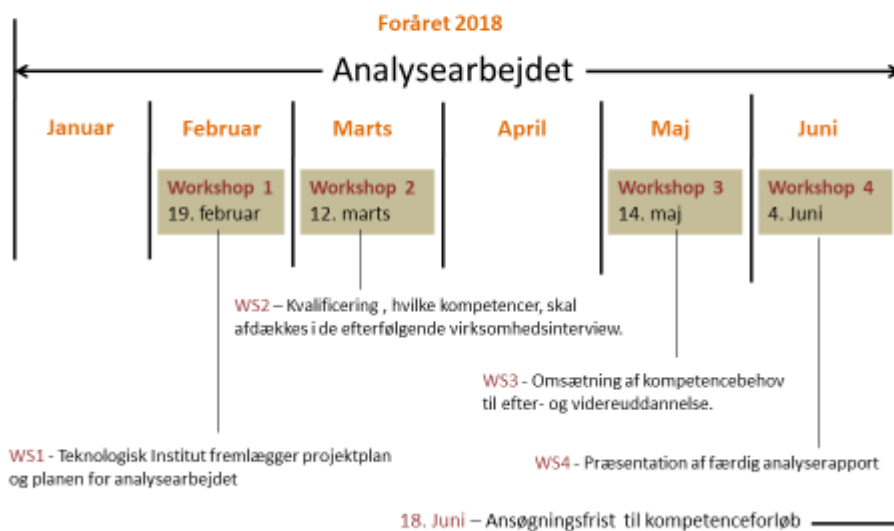 Foråret 2018
Analysearbejdet
Januar
Februar
Marts
April
Maj
Juni
Workshop 1
19. februar
Workshop 2
12. marts
Workshop 3
14. maj
Workshop 4
4. Juni
WS2 – Kvalificering , hvilke kompetencer, skal
afdækkes i de efterfølgende virksomhedsinterview.
WS3 - Omsætning af kompetencebehov
til efter- og videreuddannelse.
WS1 - Teknologisk Institut fremlægger projektplan
og planen for analysearbejdet
WS4 - Præsentation af færdig analyserapport
18. Juni – Ansøgningsfrist til kompetenceforløb